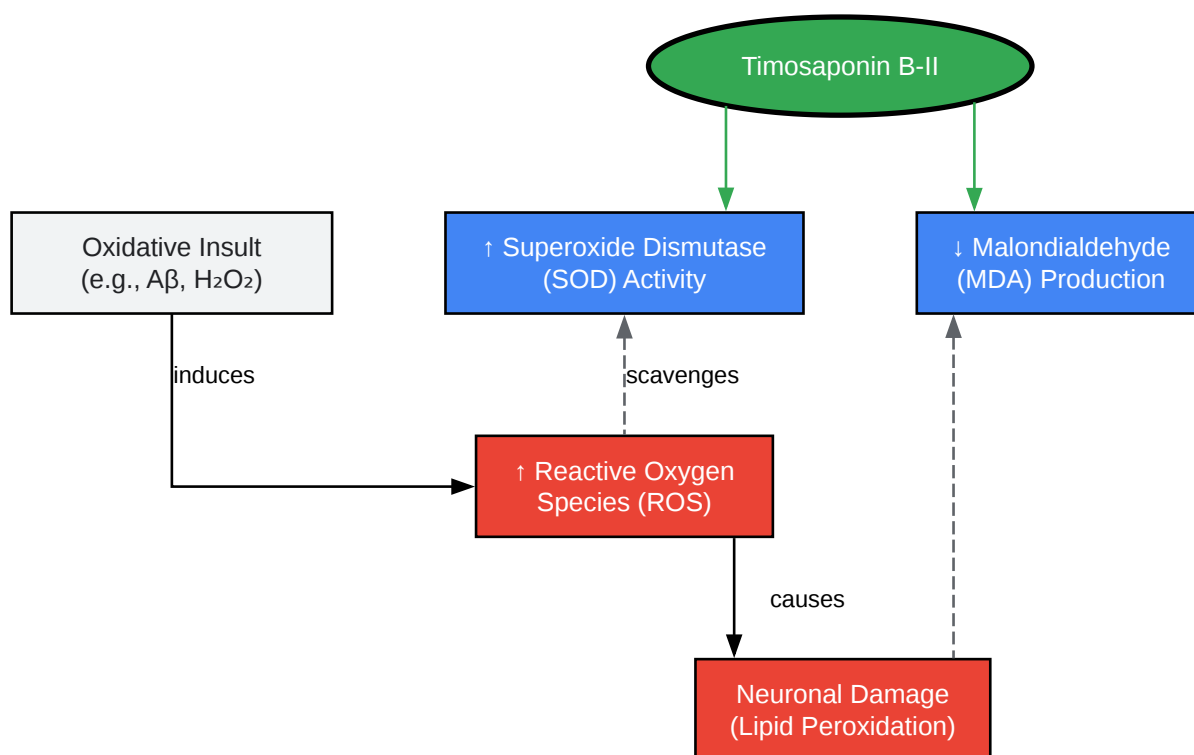 Timosaponin B-II
Oxidative Insult
(e.g., Aβ, H₂O₂)
↑ Superoxide Dismutase
(SOD) Activity
↓ Malondialdehyde
(MDA) Production
induces
scavenges
↑ Reactive Oxygen
Species (ROS)
causes
Neuronal Damage
(Lipid Peroxidation)